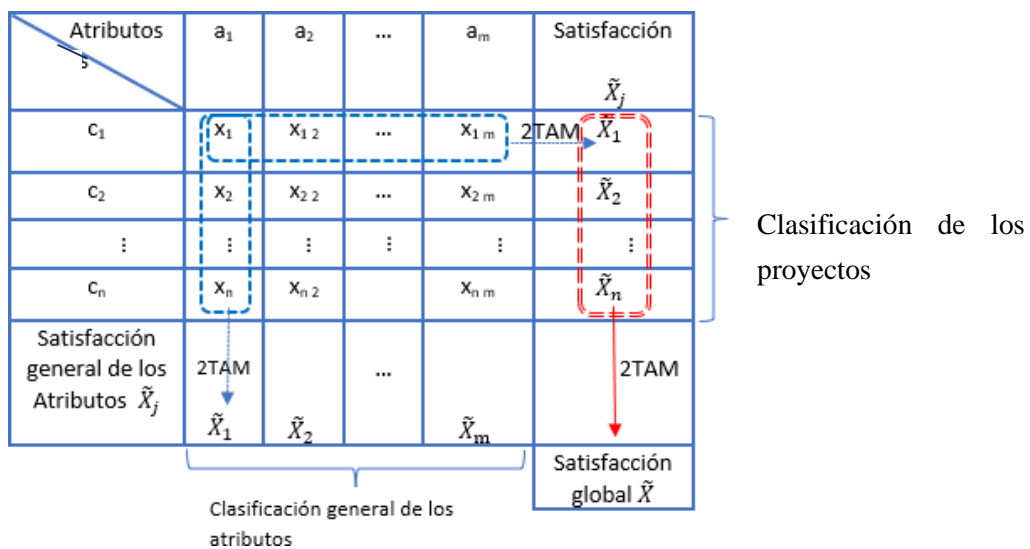 Atributos a₁ a₂ ... aₘ Satisfacción
s
X̃ⱼ
c₁ x₁ x₁ ₂ ... x₁ ₘ 2TAM X̃₁
c₂ x₂ x₂ ₂ ... x₂ ₘ X̃₂
⋮ ⋮ ⋮ ⋮ ⋮ ⋮
cₙ xₙ xₙ ₂ xₙ ₘ X̃ₙ
Clasificación de los
proyectos
Satisfacción
general de los
Atributos X̃ⱼ
2TAM ... 2TAM
X̃₁ X̃₂ X̃ₘ
Satisfacción
global X̃
Clasificación general de los
atributos